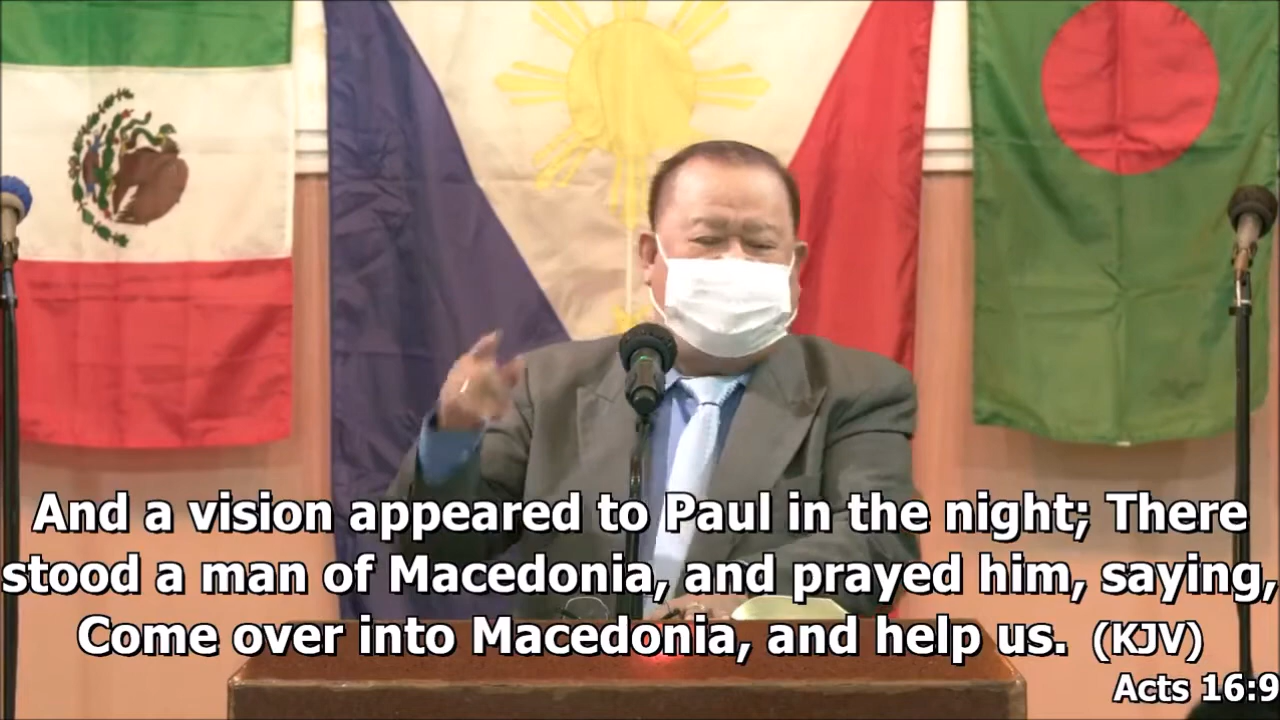 And a vision appeared to Paul in the night; There
stood a man of Macedonia, and prayed him, saying,
Come over into Macedonia, and help us. (KJV)
Acts 16:9